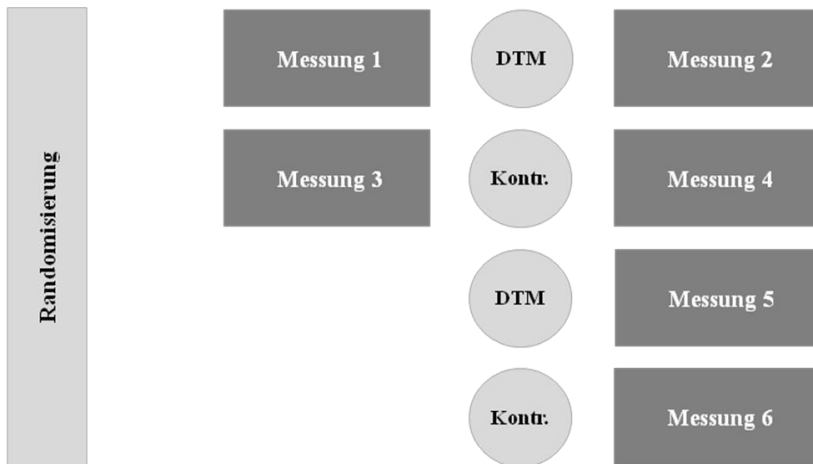 Randomisierung
Messung 1
DTM
Messung 2
Messung 3
Kontr.
Messung 4
DTM
Messung 5
Kontr.
Messung 6